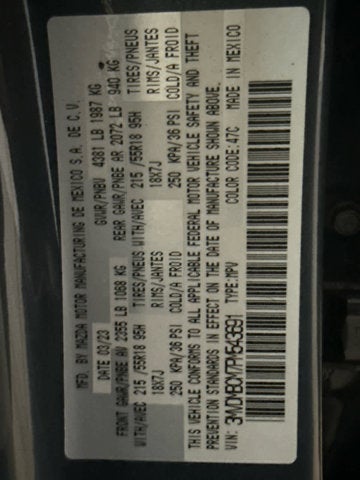 MFD. BY MAZDA MOTOR MANUFACTURING DE MEXICO S.A. DE C.V.
DATE 03/23 GVWR/PNBV 4381 LB 1987 KG
FRONT GAWR/PNBE AV 2355 LB 1068 KG REAR GAWR/PNBE AR 2072 LB 940 KG
WITH/AVEC 215/55R18 95H TIRES/PNEUS WITH/AVEC 215/55R18 95H TIRES/PNEUS
18X7J RIMS/JANTES 18X7J RIMS/JANTES
250 KPA/36 PSI COLD/A FROID 250 KPA/36 PSI COLD/A FROID
THIS VEHICLE CONFORMS TO ALL APPLICABLE FEDERAL MOTOR VEHICLE SAFETY AND THEFT
PREVENTION STANDARDS IN EFFECT ON THE DATE OF MANUFACTURE SHOWN ABOVE.
VIN: TYPE: MPV COLOR CODE: 47C MADE IN MEXICO